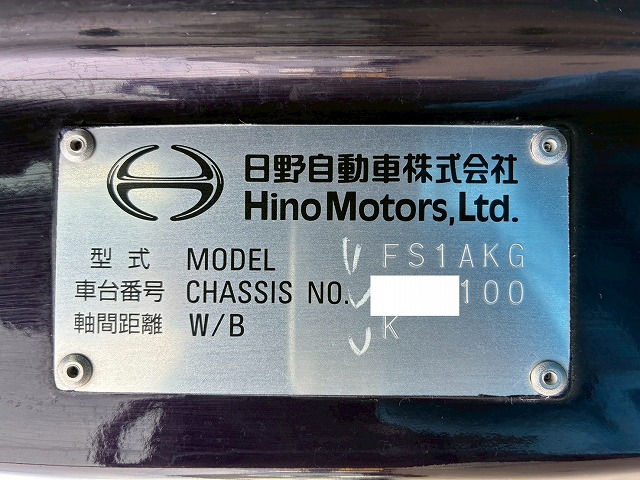 日野自動車株式会社
Hino Motors, Ltd.
型式 MODEL FS1AKG
車台番号 CHASSIS NO. 100
軸間距離 W/B K